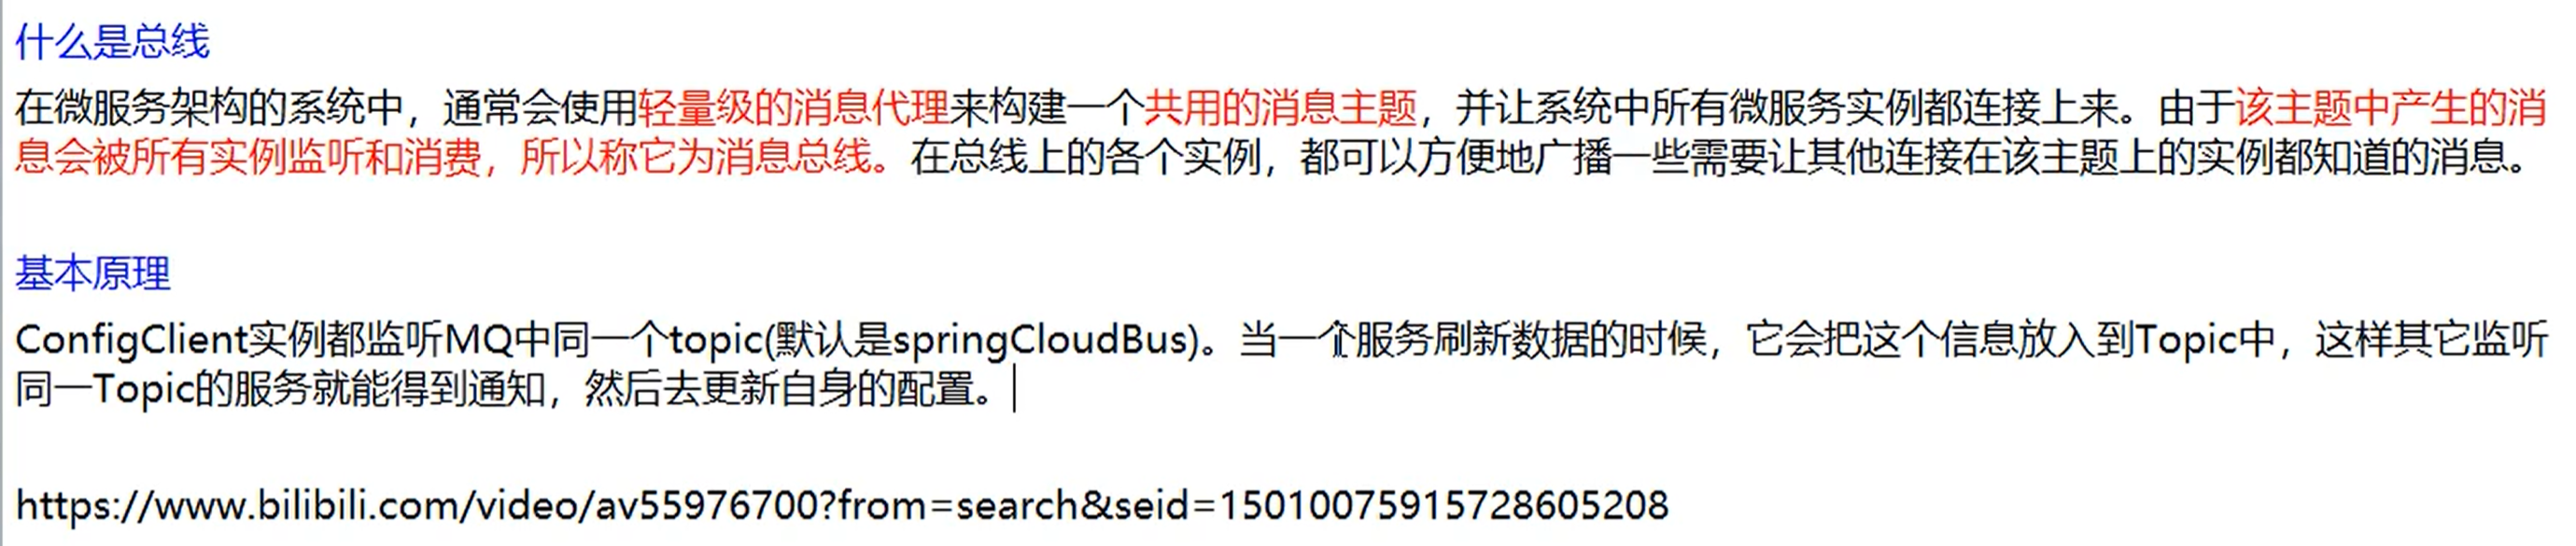 什么是总线
在微服务架构的系统中，通常会使用轻量级的消息代理来构建一个共用的消息主题，并让系统中所有微服务实例都连接上来。由于该主题中产生的消
息会被所有实例监听和消费，所以称它为消息总线。在总线上的各个实例，都可以方便地广播一些需要让其他连接在该主题上的实例都知道的消息。
基本原理
ConfigClient实例都监听MQ中同一个topic(默认是springCloudBus)。当一个服务刷新数据的时候，它会把这个信息放入到Topic中，这样其它监听
同一Topic的服务就能得到通知，然后去更新自身的配置。
https://www.bilibili.com/video/av55976700?from=search&seid=15010075915728605208